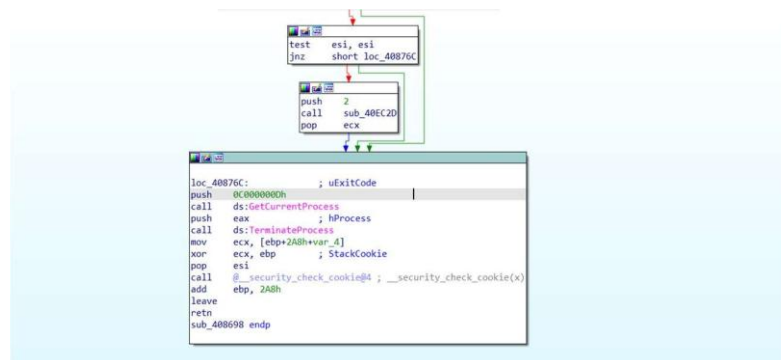 test esi, esi
jnz short loc_40876C
push 2
call sub_40EC2D
pop ecx
loc_40876C: ; uExitCode
push 0C000000Dh
call ds:GetCurrentProcess
push eax ; hProcess
call ds:TerminateProcess
mov ecx, [ebp+2A8h+var_4]
xor ecx, ebp ; StackCookie
pop esi
call @__security_check_cookie@4 ; __security_check_cookie(x)
add ebp, 2A8h
leave
retn
sub_408698 endp